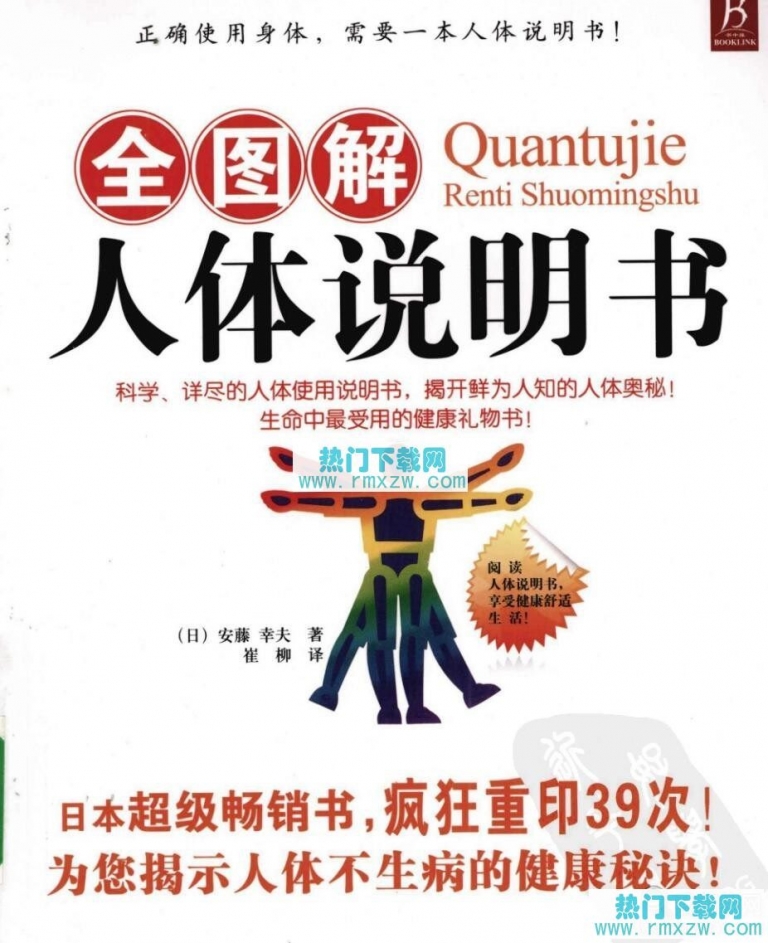 正确使用身体，需要一本人体说明书！
BOOKLINK
全图解
Quantujie
Renti Shuomingshu
人体说明书
科学、详尽的人体使用说明书，揭开鲜为人知的人体奥秘！
生命中最受用的健康礼物书！
热门下载网
www.rmxzw.com
阅 读
人体说明书，
享受健康舒适
生 活！
（日）安藤 幸夫 著
崔 柳 译
日本超级畅销书，疯狂重印39次！
为您揭示人体不生病的健康秘诀！
热门下载网
www.rmxzw.com